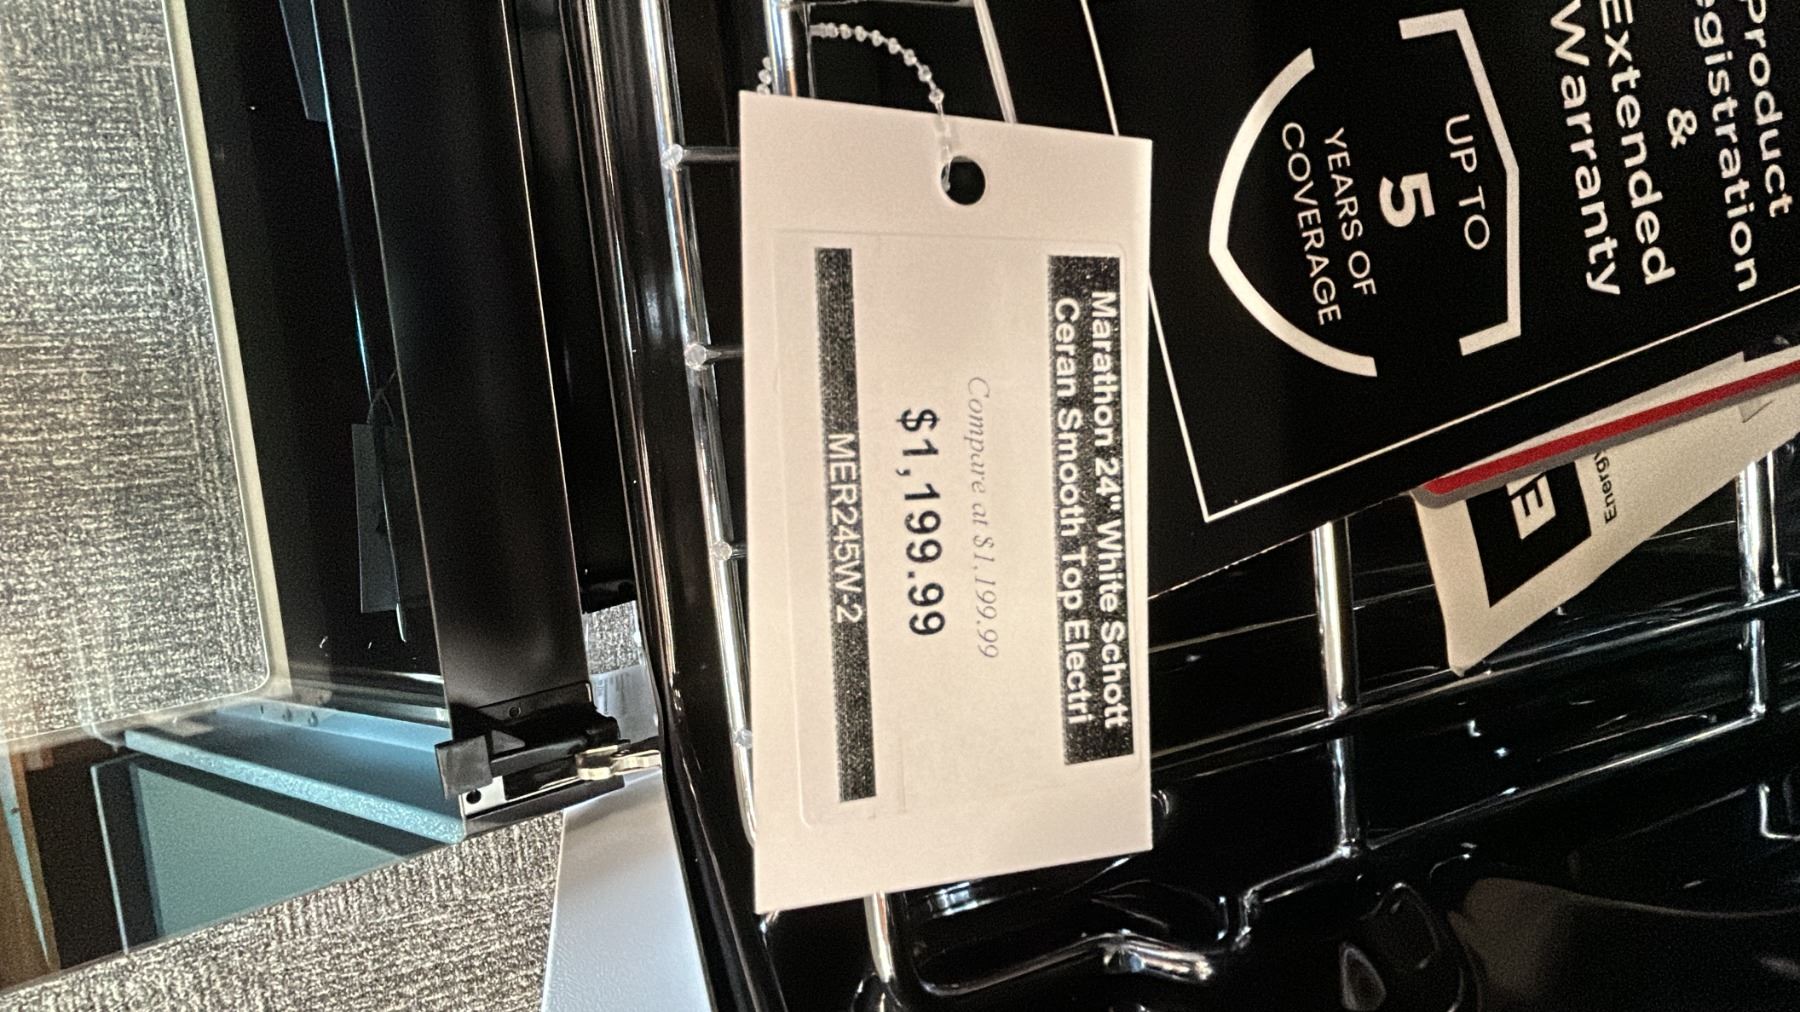 Marathon 24" White Schott
Ceran Smooth Top Electri
Compare at $1,199.99
$1,199.99
MER245W-2
Product
&
Extended
Warranty
UP TO
5
YEARS OF
COVERAGE
Energy